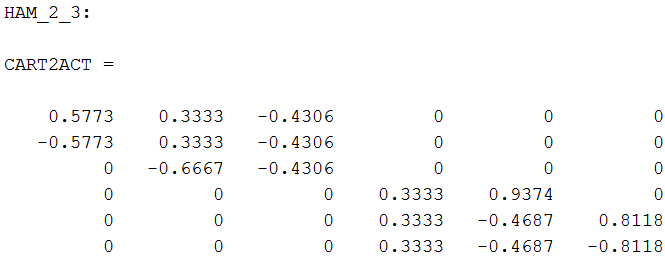 HAM_2_3:
CART2ACT =
0.5773 0.3333 -0.4306 0 0 0
-0.5773 0.3333 -0.4306 0 0 0
0 -0.6667 -0.4306 0 0 0
0 0 0 0.3333 0.9374 0
0 0 0 0.3333 -0.4687 0.8118
0 0 0 0.3333 -0.4687 -0.8118